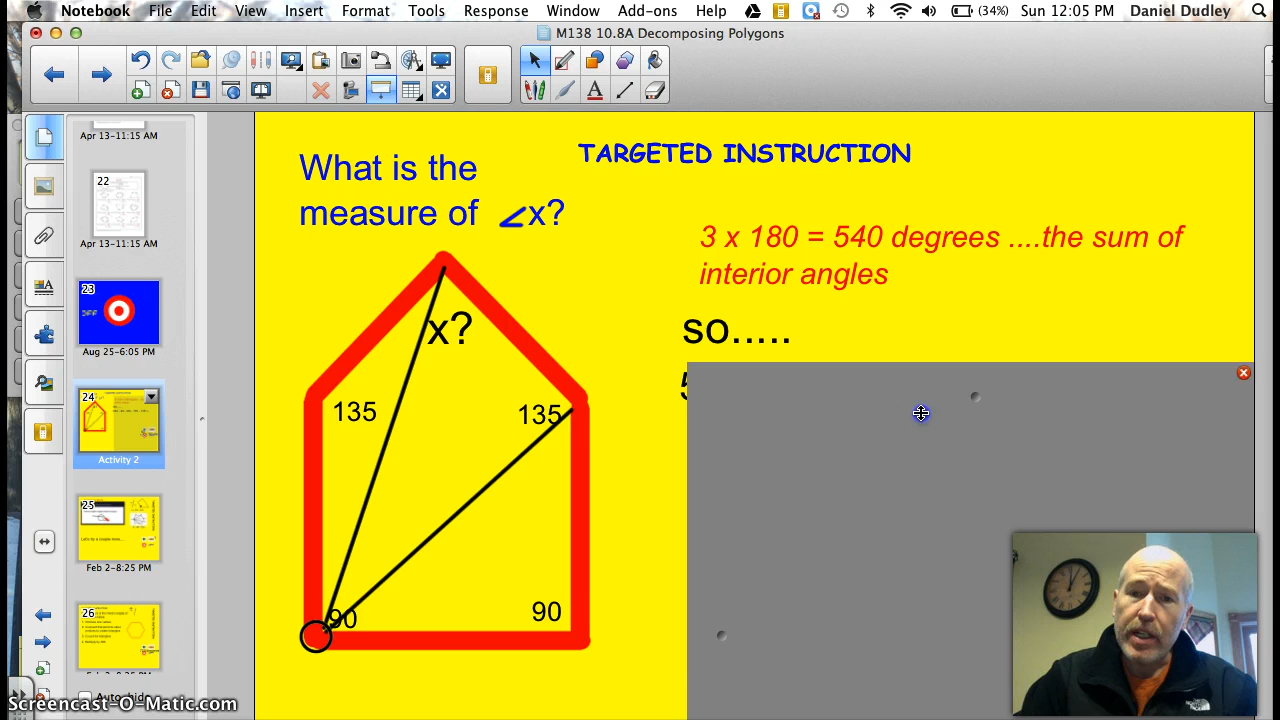 Notebook File Edit View Insert Format Tools Response Window Add-ons Help (34%) Sun 12:05 PM Daniel Dudley
M138 10.8A Decomposing Polygons
Apr 13-11:15 AM
22
Apr 13-11:15 AM
23
Aug 25-6:05 PM
24
Activity 2
25
Feb 2-8:25 PM
26
Auto-hide
What is the
measure of ∠x?
TARGETED INSTRUCTION
3 x 180 = 540 degrees ....the sum of
interior angles
so.....
x?
135
135
90
90
Screencast-O-Matic.com